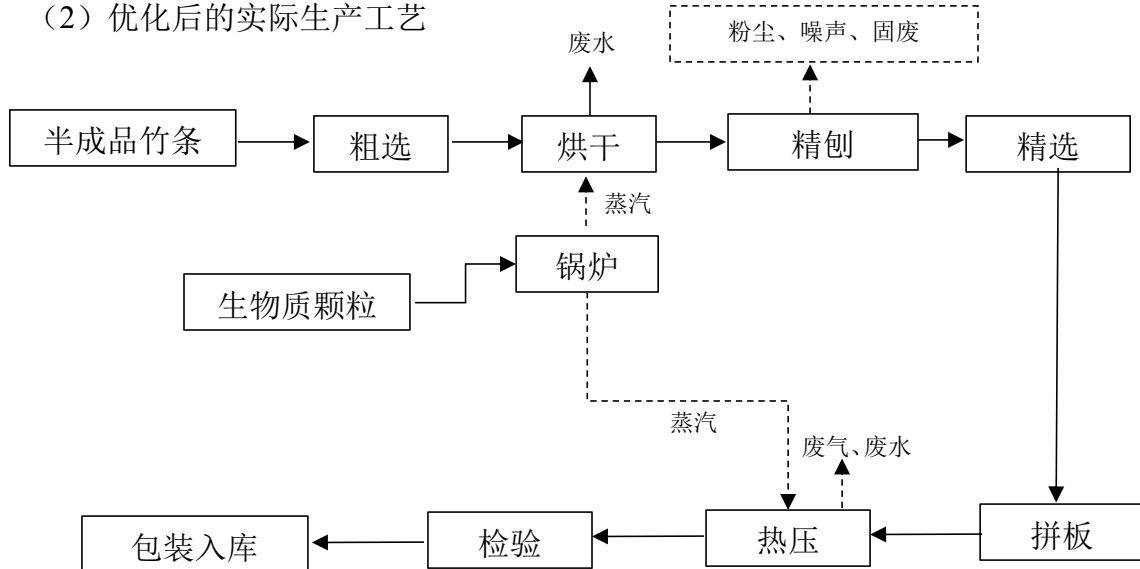 （2）优化后的实际生产工艺
粉尘、噪声、固废
废水
半成品竹条
粗选
烘干
精刨
精选
蒸汽
锅炉
生物质颗粒
蒸汽
废气、废水
包装入库
检验
热压
拼板